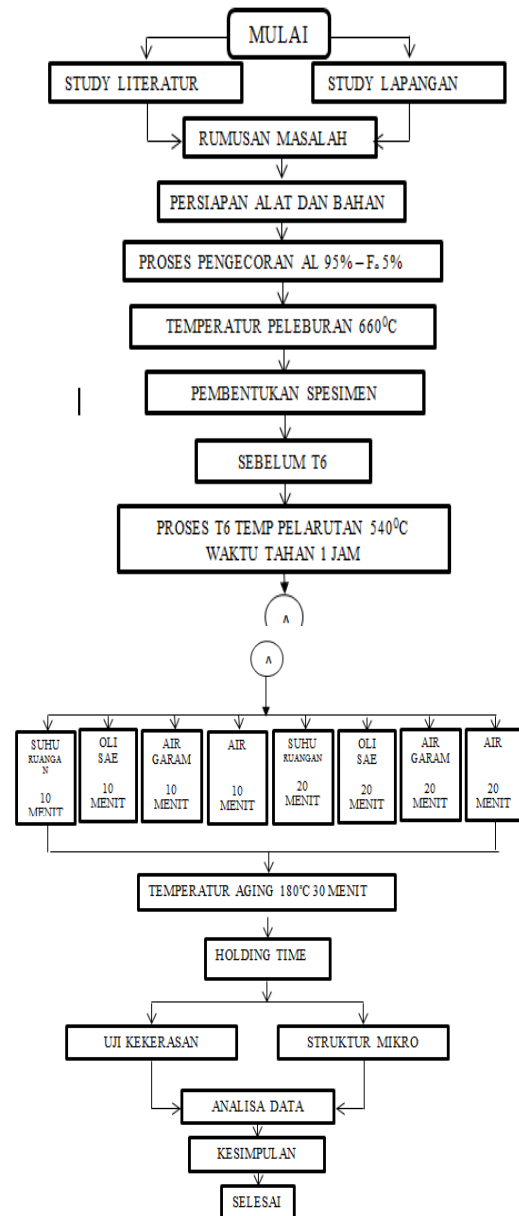 MULAI
STUDY LITERATUR
STUDY LAPANGAN
RUMUSAN MASALAH
PERSIAPAN ALAT DAN BAHAN
PROSES PENGECORAN AL 95% – Fe 5%
TEMPERATUR PELEBURAN 660⁰C
PEMBENTUKAN SPESIMEN
SEBELUM T6
PROSES T6 TEMP PELARUTAN 540⁰C
WAKTU TAHAN 1 JAM
A
A
SUHU
RUANGA
N
10
MENIT
OLI
SAE
10
MENIT
AIR
GARAM
10
MENIT
AIR
10
MENIT
SUHU
RUANGAN
20
MENIT
OLI
SAE
20
MENIT
AIR
GARAM
20
MENIT
AIR
20
MENIT
TEMPERATUR AGING 180°C 30 MENIT
HOLDING TIME
UJI KEKERASAN
STRUKTUR MIKRO
ANALISA DATA
KESIMPULAN
SELESAI